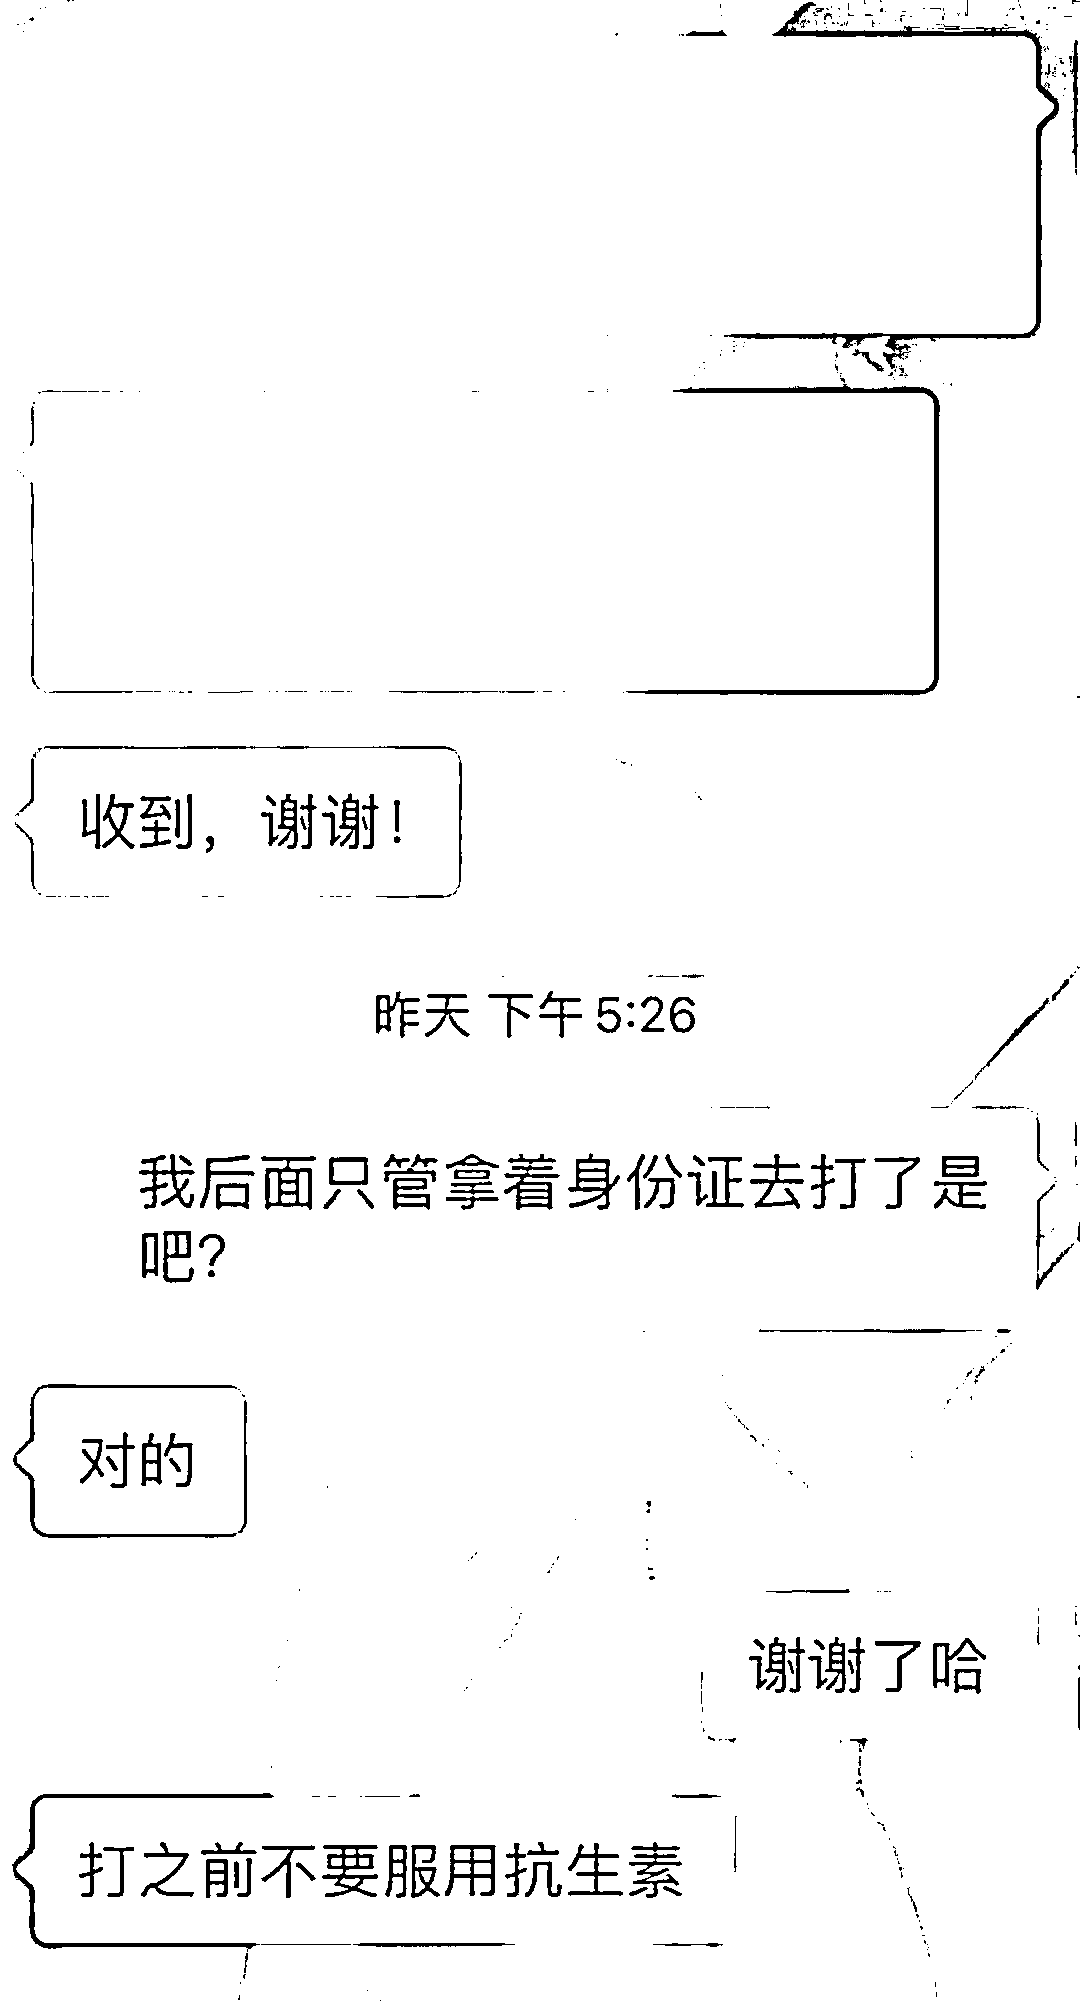 收到，谢谢！
昨天 下午 5:26
我后面只管拿着身份证去打了是
吧？
对的
谢谢了哈
打之前不要服用抗生素